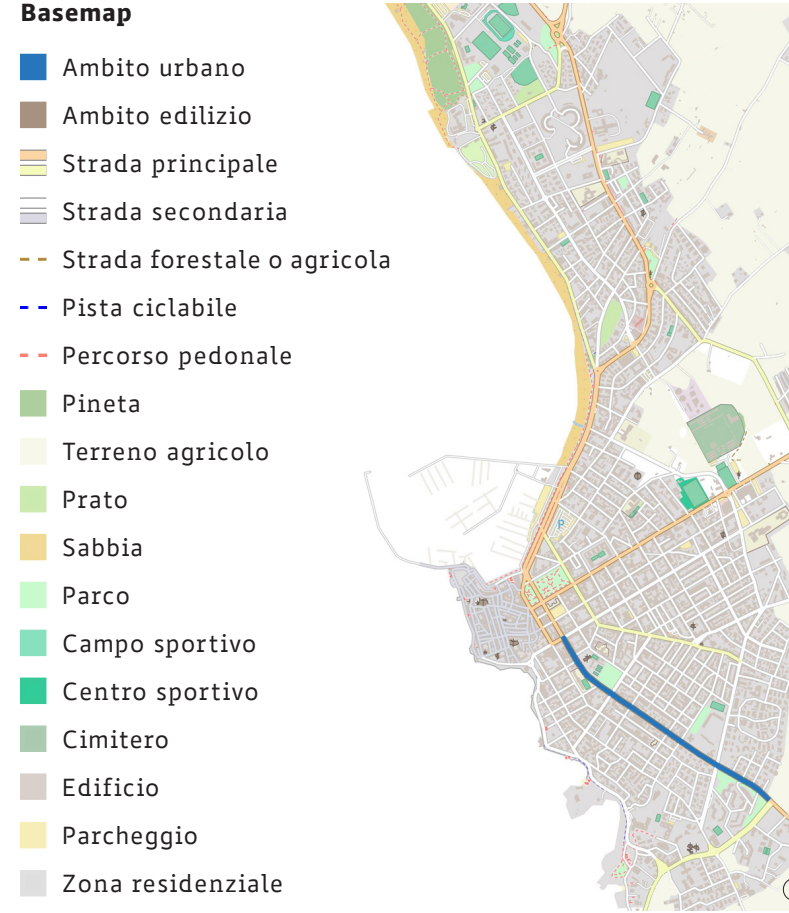 Basemap
Ambito urbano
Ambito edilizio
Strada principale
Strada secondaria
Strada forestale o agricola
Pista ciclabile
Percorso pedonale
Pineta
Terreno agricolo
Prato
Sabbia
Parco
Campo sportivo
Centro sportivo
Cimitero
Edificio
Parcheggio
Zona residenziale
P